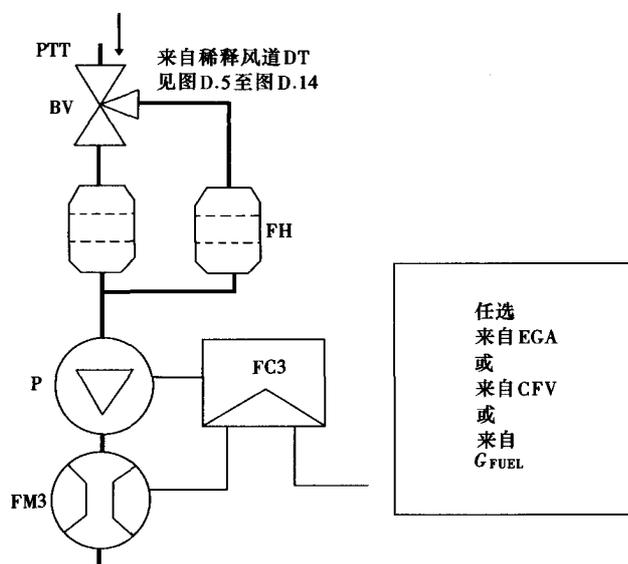 PTT
来自稀释风道DT
见图D.5至图D.14
BV
FH
P
FC3
FM3
任选
来自EGA
或
来自CFV
或
来自
GFUEL